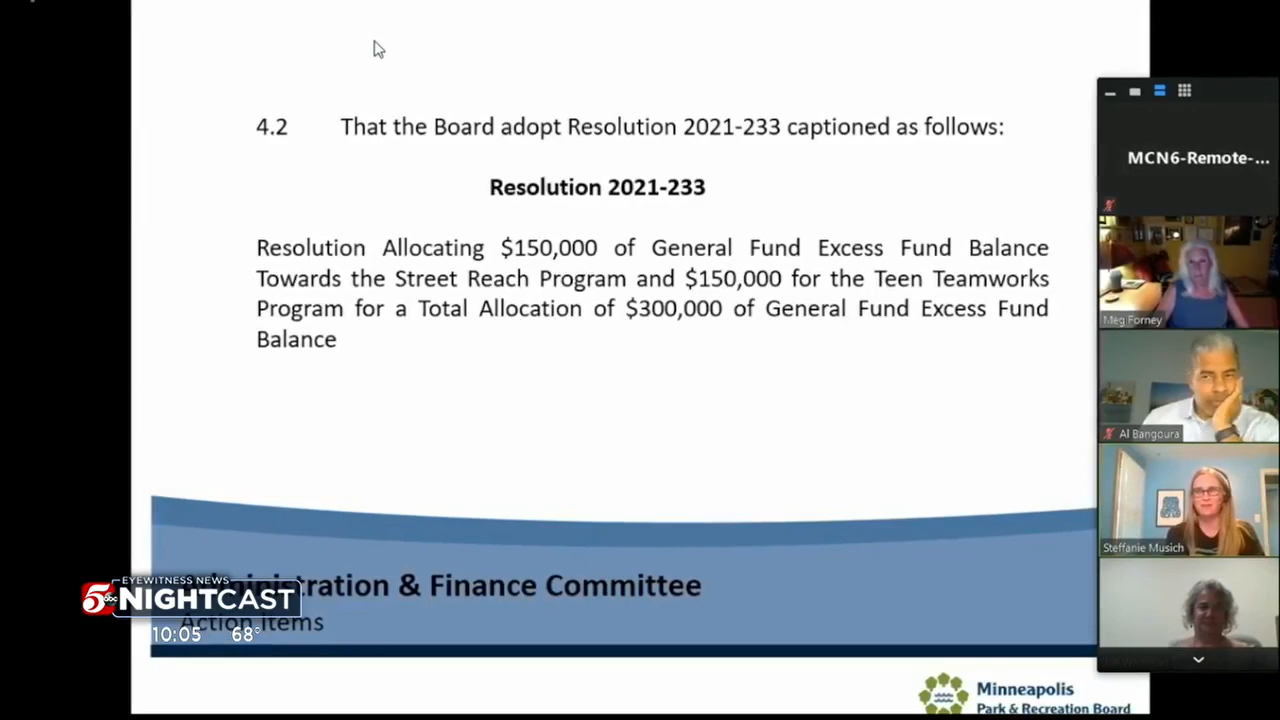 4.2 That the Board adopt Resolution 2021-233 captioned as follows:
Resolution 2021-233
Resolution Allocating $150,000 of General Fund Excess Fund Balance
Towards the Street Reach Program and $150,000 for the Teen Teamworks
Program for a Total Allocation of $300,000 of General Fund Excess Fund
Balance
MCN6-Remote-...
Meg Forney
Al Bangoura
Steffanie Musich
ministration & Finance Committee
Action Items
5 abc
EYEWITNESS NEWS
NIGHTCAST
10:05 68°
Minneapolis
Park & Recreation Board